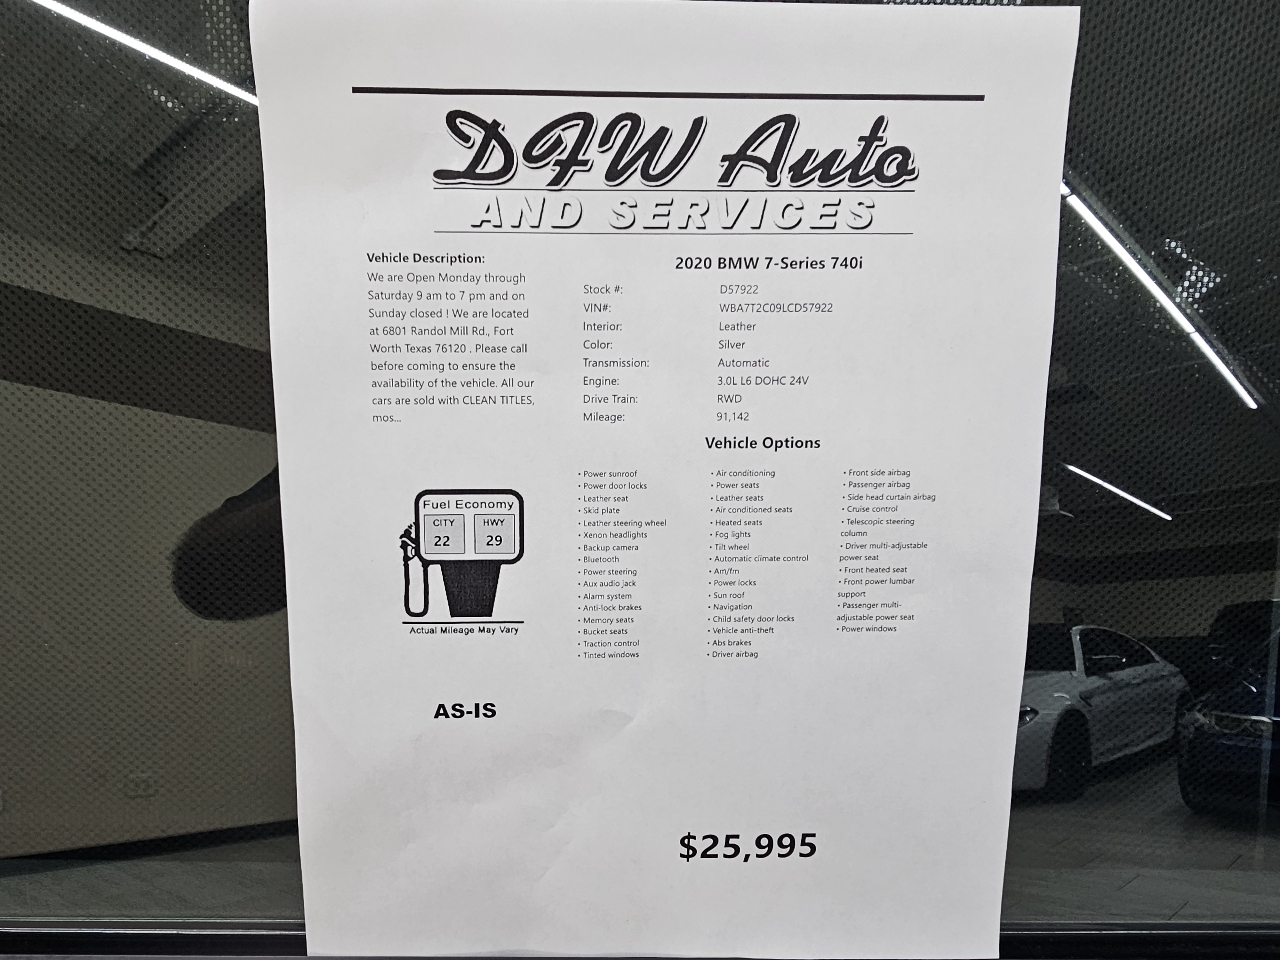 DFW Auto
AND SERVICES
Vehicle Description:
We are Open Monday through
Saturday 9 am to 7 pm and on
Sunday closed ! We are located
at 6801 Randol Mill Rd., Fort
Worth Texas 76120 . Please call
before coming to ensure the
availability of the vehicle. All our
cars are sold with CLEAN TITLES,
mos...
2020 BMW 7-Series 740i
Stock #: D57922
VIN#: WBA7T2C09LCD57922
Interior: Leather
Color: Silver
Transmission: Automatic
Engine: 3.0L L6 DOHC 24V
Drive Train: RWD
Mileage: 91,142
Vehicle Options
• Power sunroof
• Power door locks
• Leather seat
• Skid plate
• Leather steering wheel
• Xenon headlights
• Backup camera
• Bluetooth
• Power steering
• Aux audio jack
• Alarm system
• Anti-lock brakes
• Memory seats
• Bucket seats
• Traction control
• Tinted windows
• Air conditioning
• Power seats
• Leather seats
• Air conditioned seats
• Heated seats
• Fog lights
• Tilt wheel
• Automatic climate control
• Am/fm
• Power locks
• Sun roof
• Navigation
• Child safety door locks
• Vehicle anti-theft
• Abs brakes
• Driver airbag
• Front side airbag
• Passenger airbag
• Side head curtain airbag
• Cruise control
• Telescopic steering
column
• Driver multi-adjustable
power seat
• Front heated seat
• Front power lumbar
support
• Passenger multi-
adjustable power seat
• Power windows
Fuel Economy
CITY HWY
22 29
Actual Mileage May Vary
AS-IS
$25,995